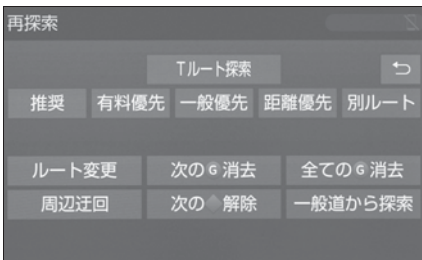 再探索
Tルート探索
推奨 有料優先 一般優先 距離優先 別ルート
ルート変更 次のG消去 全てのG消去
周辺迂回 次の◆解除 一般道から探索